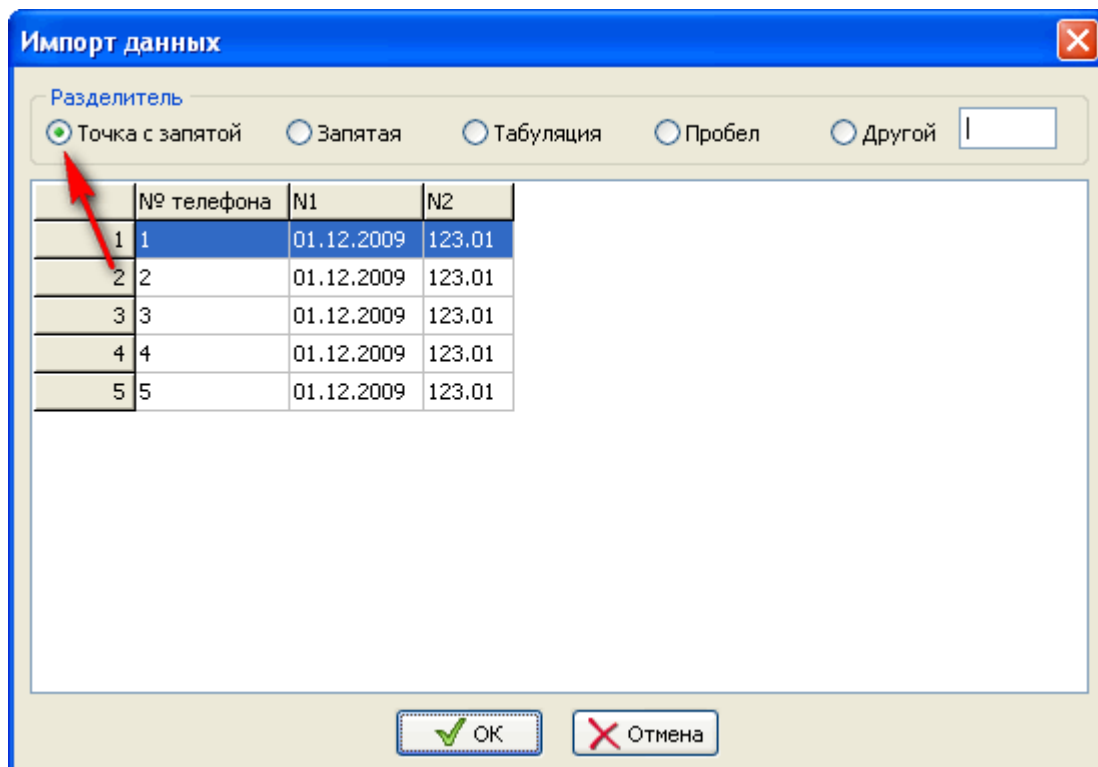 Импорт данных
Разделитель
Точка с запятой Запятая Табуляция Пробел Другой |
№ телефона N1 N2
1 1 01.12.2009 123.01
2 2 01.12.2009 123.01
3 3 01.12.2009 123.01
4 4 01.12.2009 123.01
5 5 01.12.2009 123.01
ОК Отмена